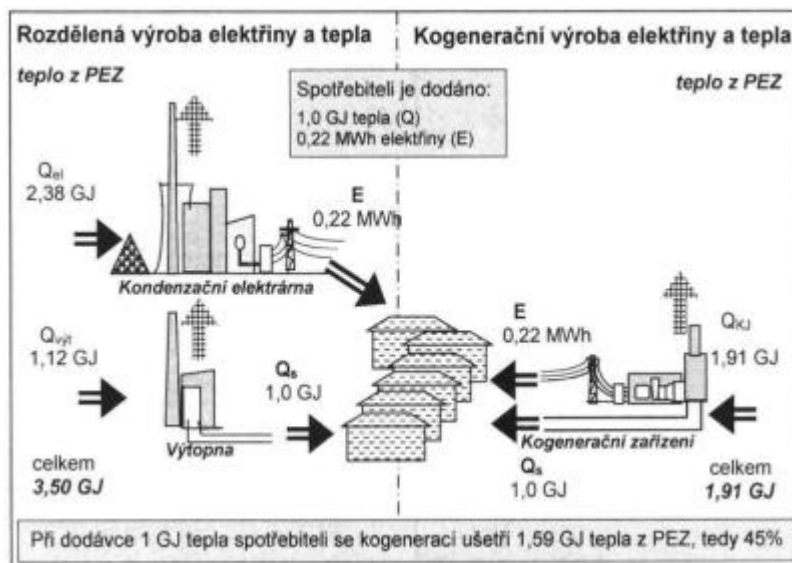 Rozdělená výroba elektřiny a tepla
Kogenerační výroba elektřiny a tepla
teplo z PEZ
teplo z PEZ
Spotřebiteli je dodáno:
1,0 GJ tepla (Q)
0,22 MWh elektřiny (E)
Qel
2,38 GJ
E
0,22 MWh
Kondenzační elektrárna
Qvýt
1,12 GJ
Qs
1,0 GJ
Výtopna
E
0,22 MWh
QKJ
1,91 GJ
Kogenerační zařízení
Qs
1,0 GJ
celkem
3,50 GJ
celkem
1,91 GJ
Při dodávce 1 GJ tepla spotřebiteli se kogenerací ušetří 1,59 GJ tepla z PEZ, tedy 45%